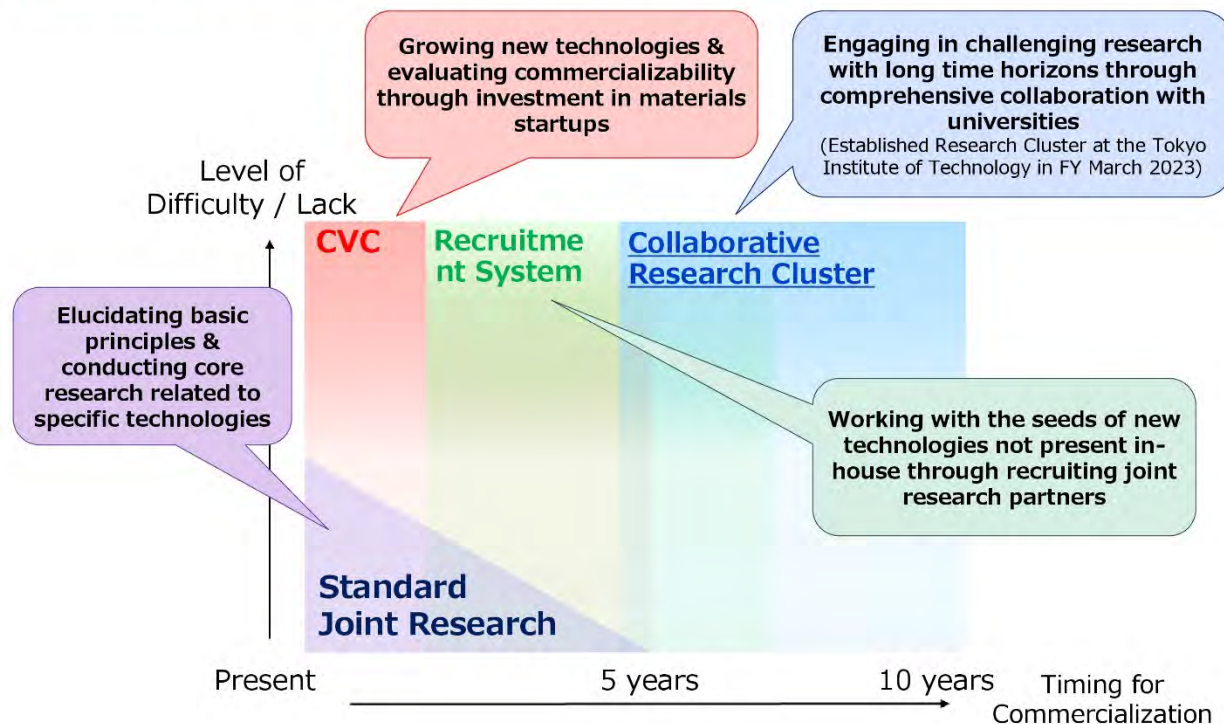 Growing new technologies &
evaluating commercializability
through investment in materials
startups
Engaging in challenging research
with long time horizons through
comprehensive collaboration with
universities
(Established Research Cluster at the Tokyo
Institute of Technology in FY March 2023)
Level of
Difficulty / Lack
CVC
Recruitme
nt System
Collaborative
Research Cluster
Elucidating basic
principles &
conducting core
research related to
specific technologies
Working with the seeds of new
technologies not present in-
house through recruiting joint
research partners
Standard
Joint Research
Present
5 years
10 years
Timing for
Commercialization